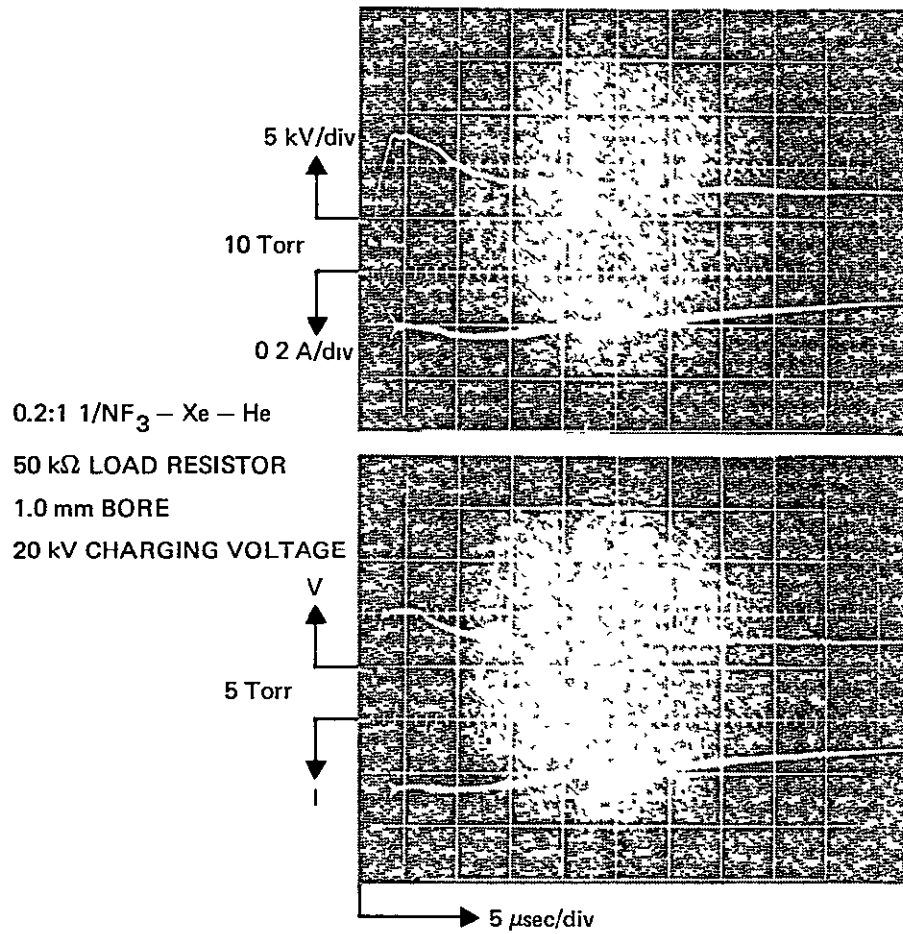 5 kV/div
10 Torr
0 2 A/div
0.2:1 1/NF3 – Xe – He
50 kΩ LOAD RESISTOR
1.0 mm BORE
20 kV CHARGING VOLTAGE
V
5 Torr
I
5 μsec/div